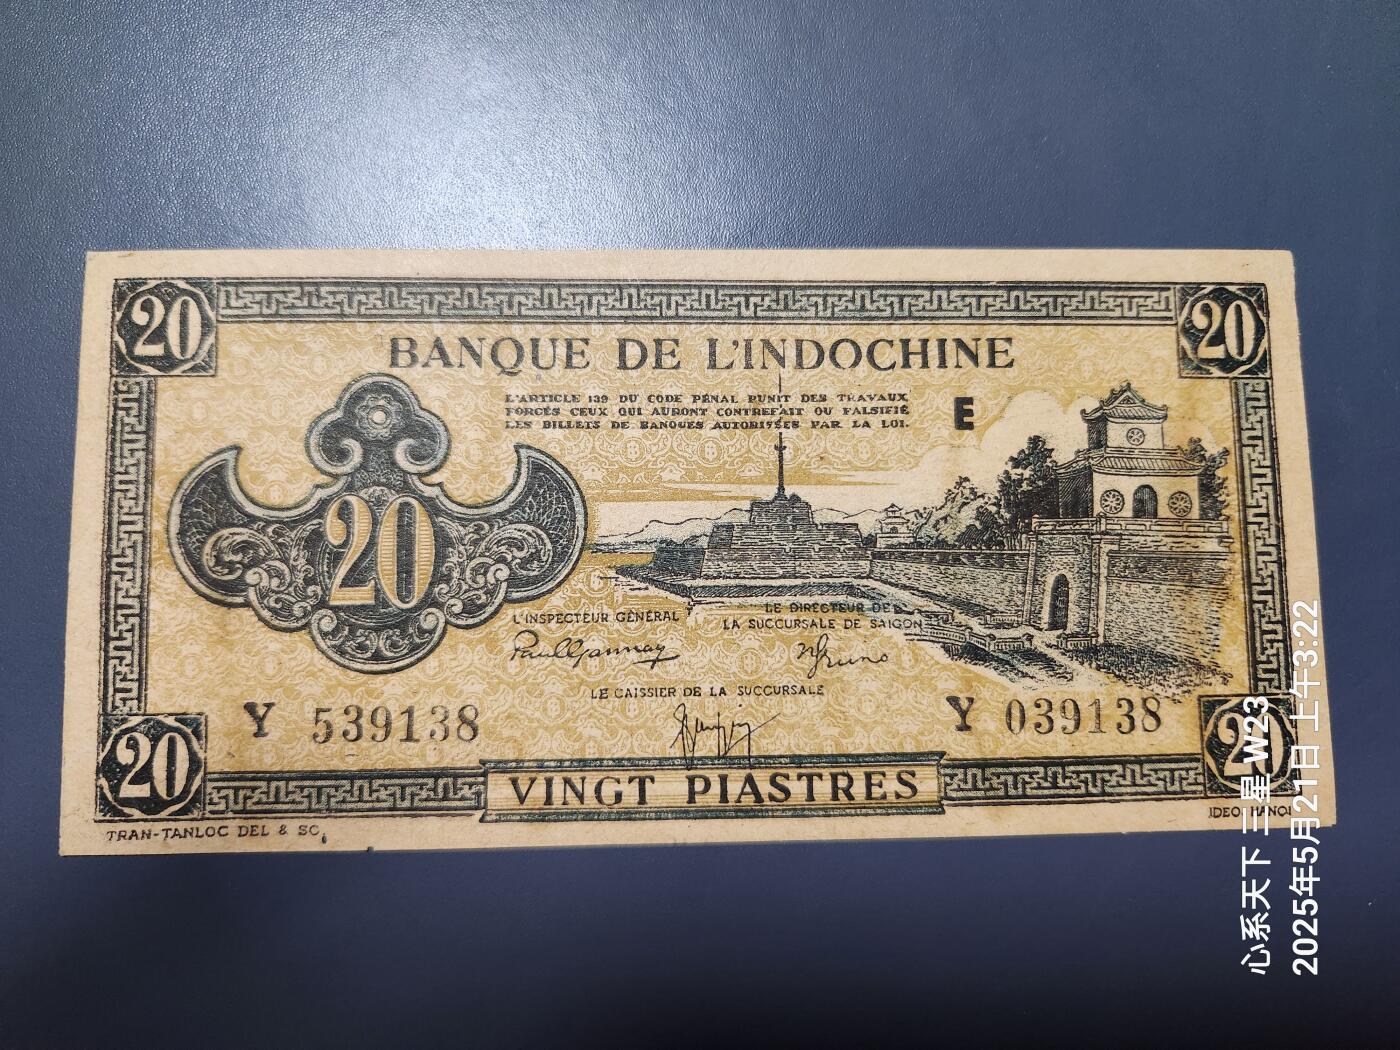 20
20
BANQUE DE L'INDOCHINE
L'ARTICLE 139 DU CODE PÉNAL PUNIT DES TRAVAUX
FORCÉS CEUX QUI AURONT CONTREFAIT OU FALSIFIÉ
LES BILLETS DE BANQUES AUTORISÉES PAR LA LOI.
E
20
L'INSPECTEUR GÉNÉRAL
LE DIRECTEUR DE
LA SUCCURSALE DE SAIGON
LE CAISSIER DE LA SUCCURSALE
Y 539138
Y 039138
20
20
VINGT PIASTRES
TRAN-TANLOC DEL & SC.
IDEO HANOI
心系天下 三星 W23
2025年5月21日 上午3:22